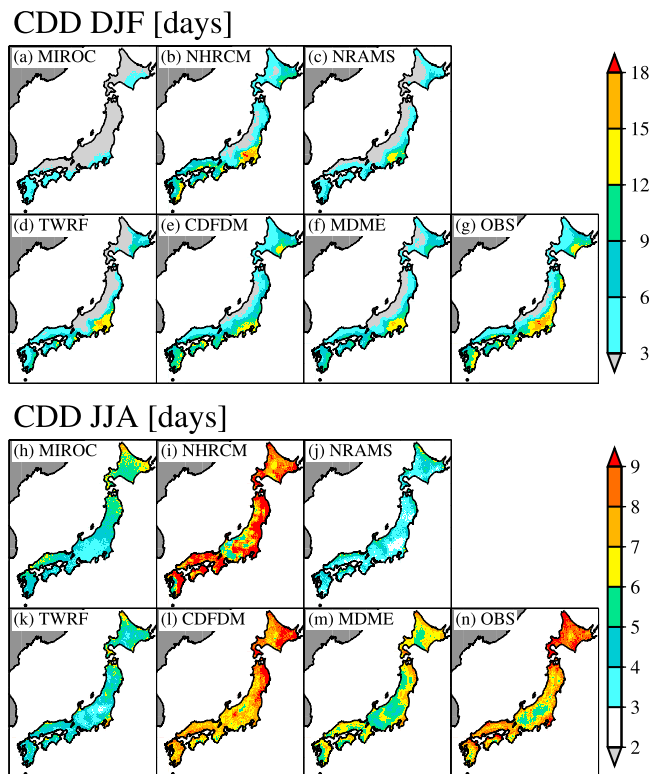 CDD DJF [days]
(a) MIROC
(b) NHRCM
(c) NRAMS
18
15
12
9
6
3
(d) TWRF
(e) CDFDM
(f) MDME
(g) OBS
CDD JJA [days]
(h) MIROC
(i) NHRCM
(j) NRAMS
9
8
7
6
5
4
3
2
(k) TWRF
(l) CDFDM
(m) MDME
(n) OBS